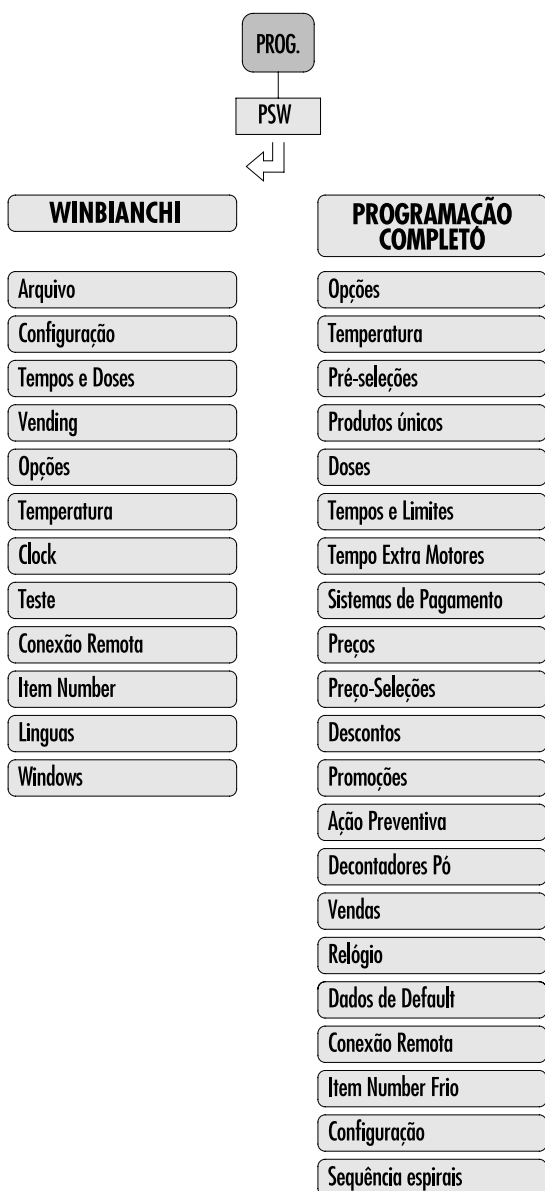 PROG.
PSW
WINBIANCHI
Arquivo
Configuração
Tempos e Doses
Vending
Opções
Temperatura
Clock
Teste
Conexão Remota
Item Number
Linguas
Windows
PROGRAMAÇÃO
COMPLETO
Opções
Temperatura
Pré-seleções
Produtos únicos
Doses
Tempos e Limites
Tempo Extra Motores
Sistemas de Pagamento
Preços
Preço-Seleções
Descontos
Promoções
Ação Preventiva
Decontadores Pó
Vendas
Relógio
Dados de Default
Conexão Remota
Item Number Frio
Configuração
Sequência espirais